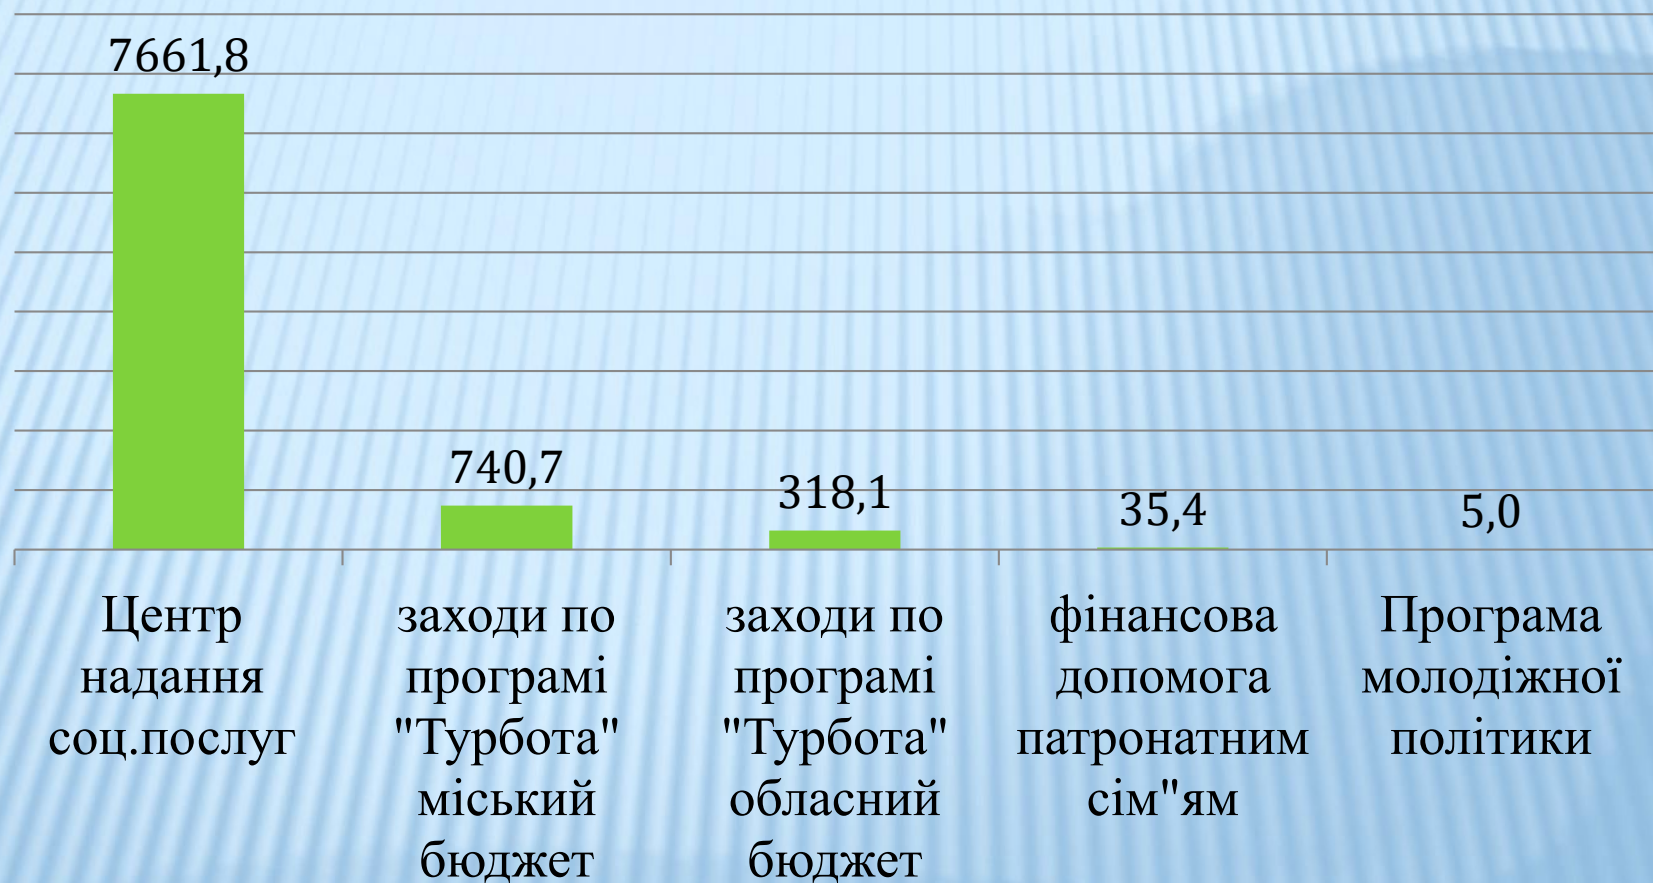 7661,8
740,7
318,1
35,4
5,0
Центр
надання
соц.послуг
заходи по
програмі
"Турбота"
міський
бюджет
заходи по
програмі
"Турбота"
обласний
бюджет
фінансова
допомога
патронатним
сім"ям
Програма
молодіжної
політики